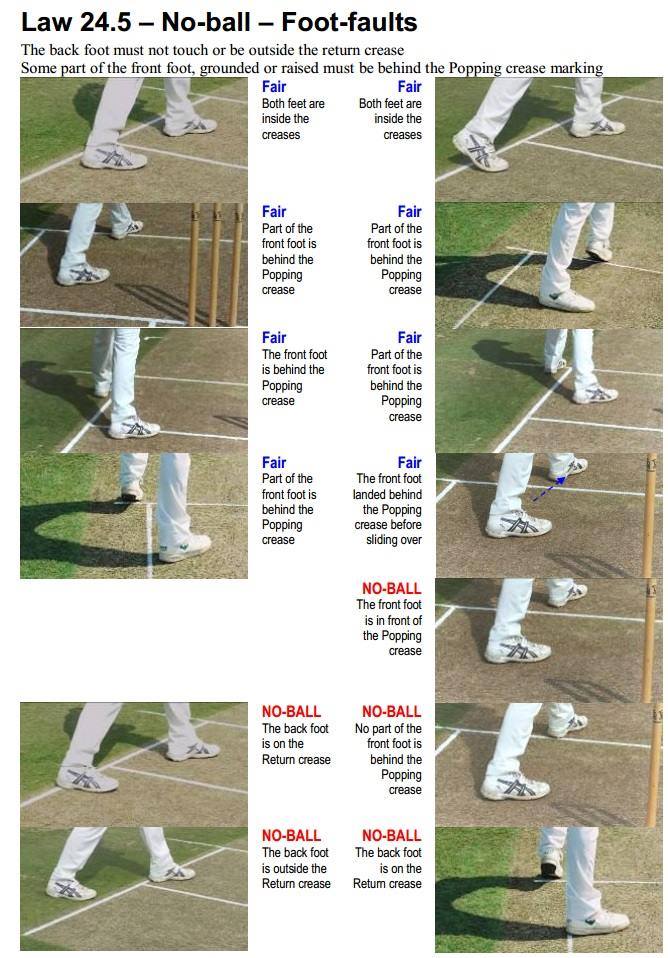 Law 24.5 – No-ball – Foot-faults
The back foot must not touch or be outside the return crease
Some part of the front foot, grounded or raised must be behind the Popping crease marking
Fair
Both feet are
inside the
creases
Fair
Both feet are
inside the
creases
Fair
Part of the
front foot is
behind the
Popping
crease
Fair
Part of the
front foot is
behind the
Popping
crease
Fair
The front foot
is behind the
Popping
crease
Fair
Part of the
front foot is
behind the
Popping
crease
Fair
Part of the
front foot is
behind the
Popping
crease
Fair
The front foot
landed behind
the Popping
crease before
sliding over
NO-BALL
The front foot
is in front of
the Popping
crease
NO-BALL
The back foot
is on the
Return crease
NO-BALL
No part of the
front foot is
behind the
Popping
crease
NO-BALL
The back foot
is outside the
Return crease
NO-BALL
The back foot
is on the
Return crease